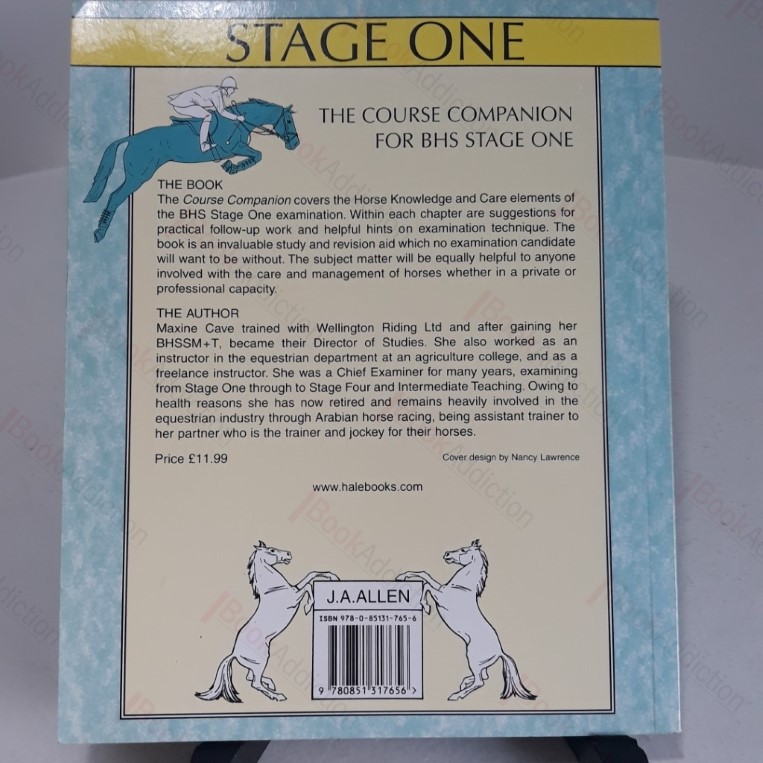 STAGE ONE
THE COURSE COMPANION
FOR BHS STAGE ONE
THE BOOK
The Course Companion covers the Horse Knowledge and Care elements of
the BHS Stage One examination. Within each chapter are suggestions for
practical follow-up work and helpful hints on examination technique. The
book is an invaluable study and revision aid which no examination candidate
will want to be without. The subject matter will be equally helpful to anyone
involved with the care and management of horses whether in a private or
professional capacity.
THE AUTHOR
Maxine Cave trained with Wellington Riding Ltd and after gaining her
BHSSM+T, became their Director of Studies. She also worked as an
instructor in the equestrian department at an agriculture college, and as a
freelance instructor. She was a Chief Examiner for many years, examining
from Stage One through to Stage Four and Intermediate Teaching. Owing to
health reasons she has now retired and remains heavily involved in the
equestrian industry through Arabian horse racing, being assistant trainer to
her partner who is the trainer and jockey for their horses.
Price £11.99
Cover design by Nancy Lawrence
www.halebooks.com
J.A.ALLEN
ISBN 978-0-85131-765-6
9 780851 317656 >
BookAddiction